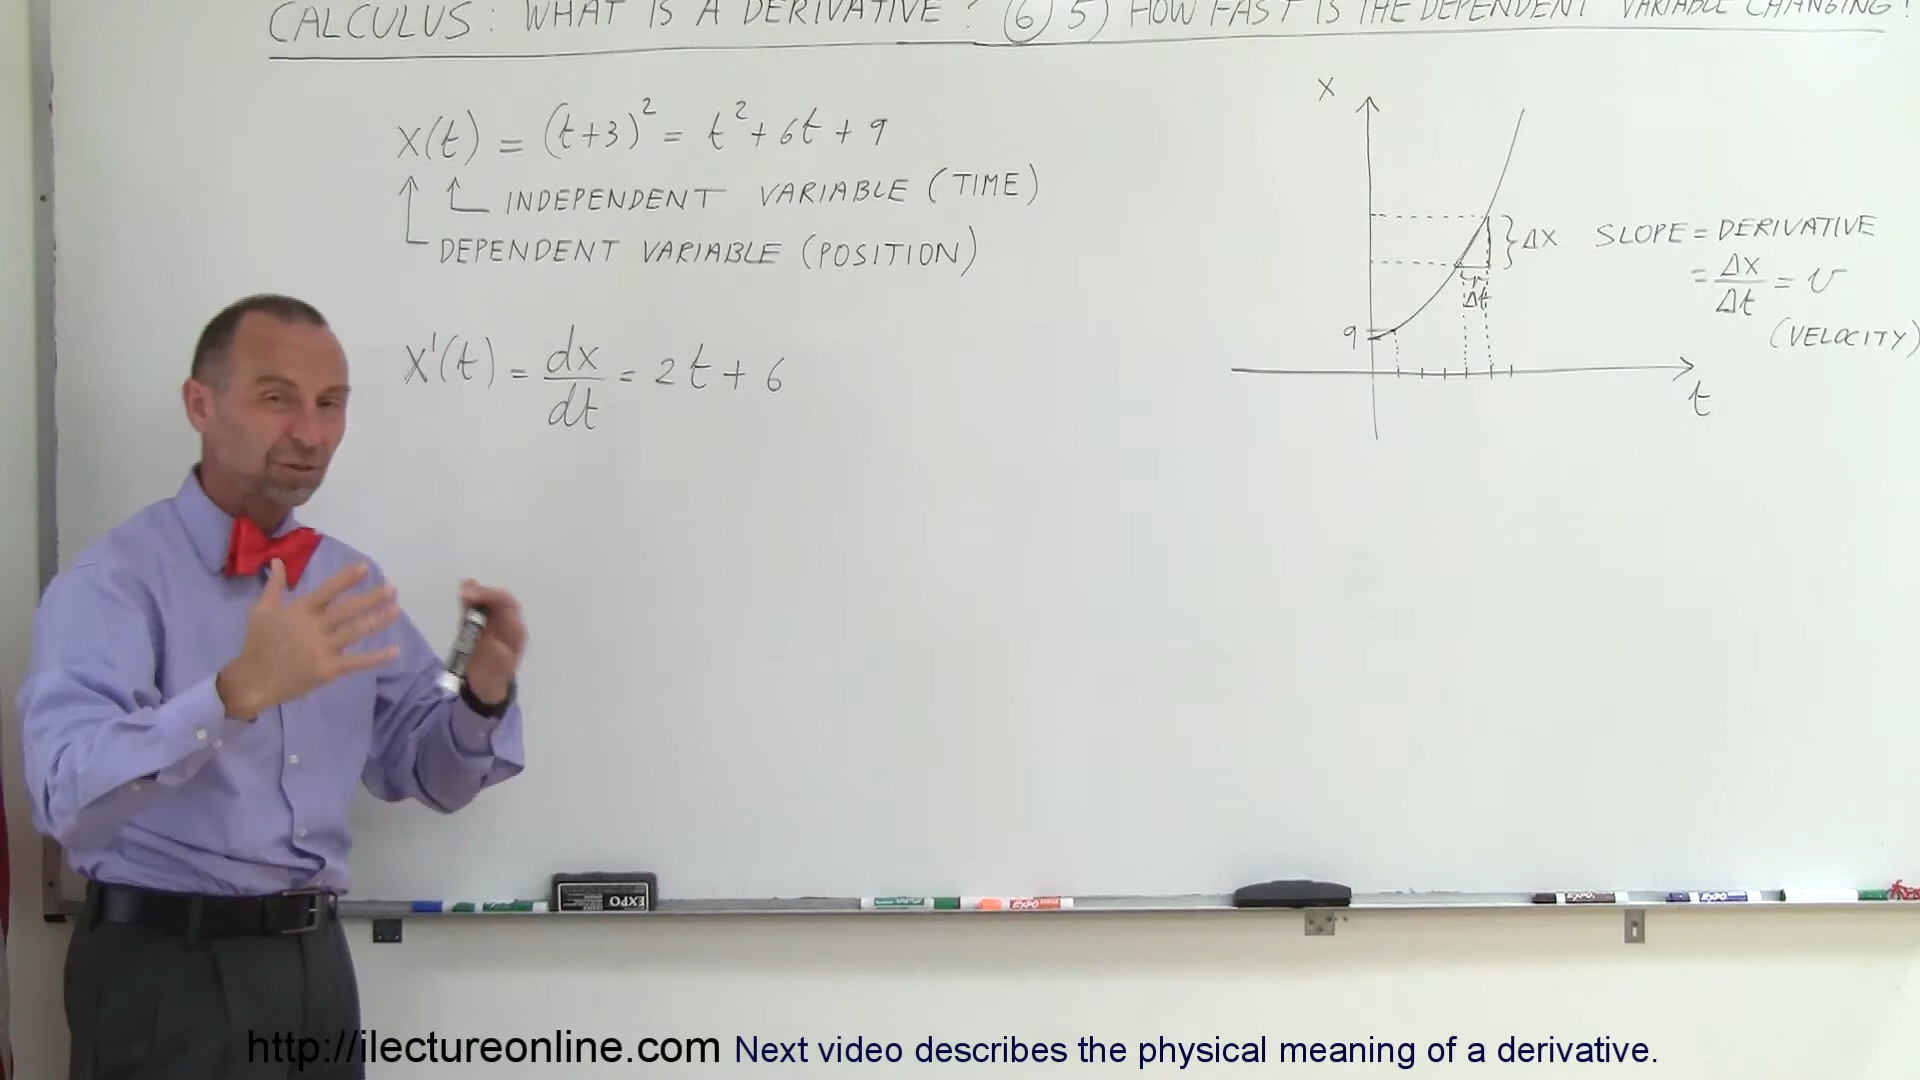 CALCULUS: WHAT IS A DERIVATIVE? (6) 5) HOW FAST IS THE DEPENDENT VARIABLE CHANGING?
x(t) = (t+3)² = t² + 6t + 9
INDEPENDENT VARIABLE (TIME)
DEPENDENT VARIABLE (POSITION)
x'(t) = dx/dt = 2t + 6
x
Δx
SLOPE = DERIVATIVE
= Δx/Δt = v
(VELOCITY)
Δt
9
t
EXPO
EXPO
http://ilectureonline.com Next video describes the physical meaning of a derivative.